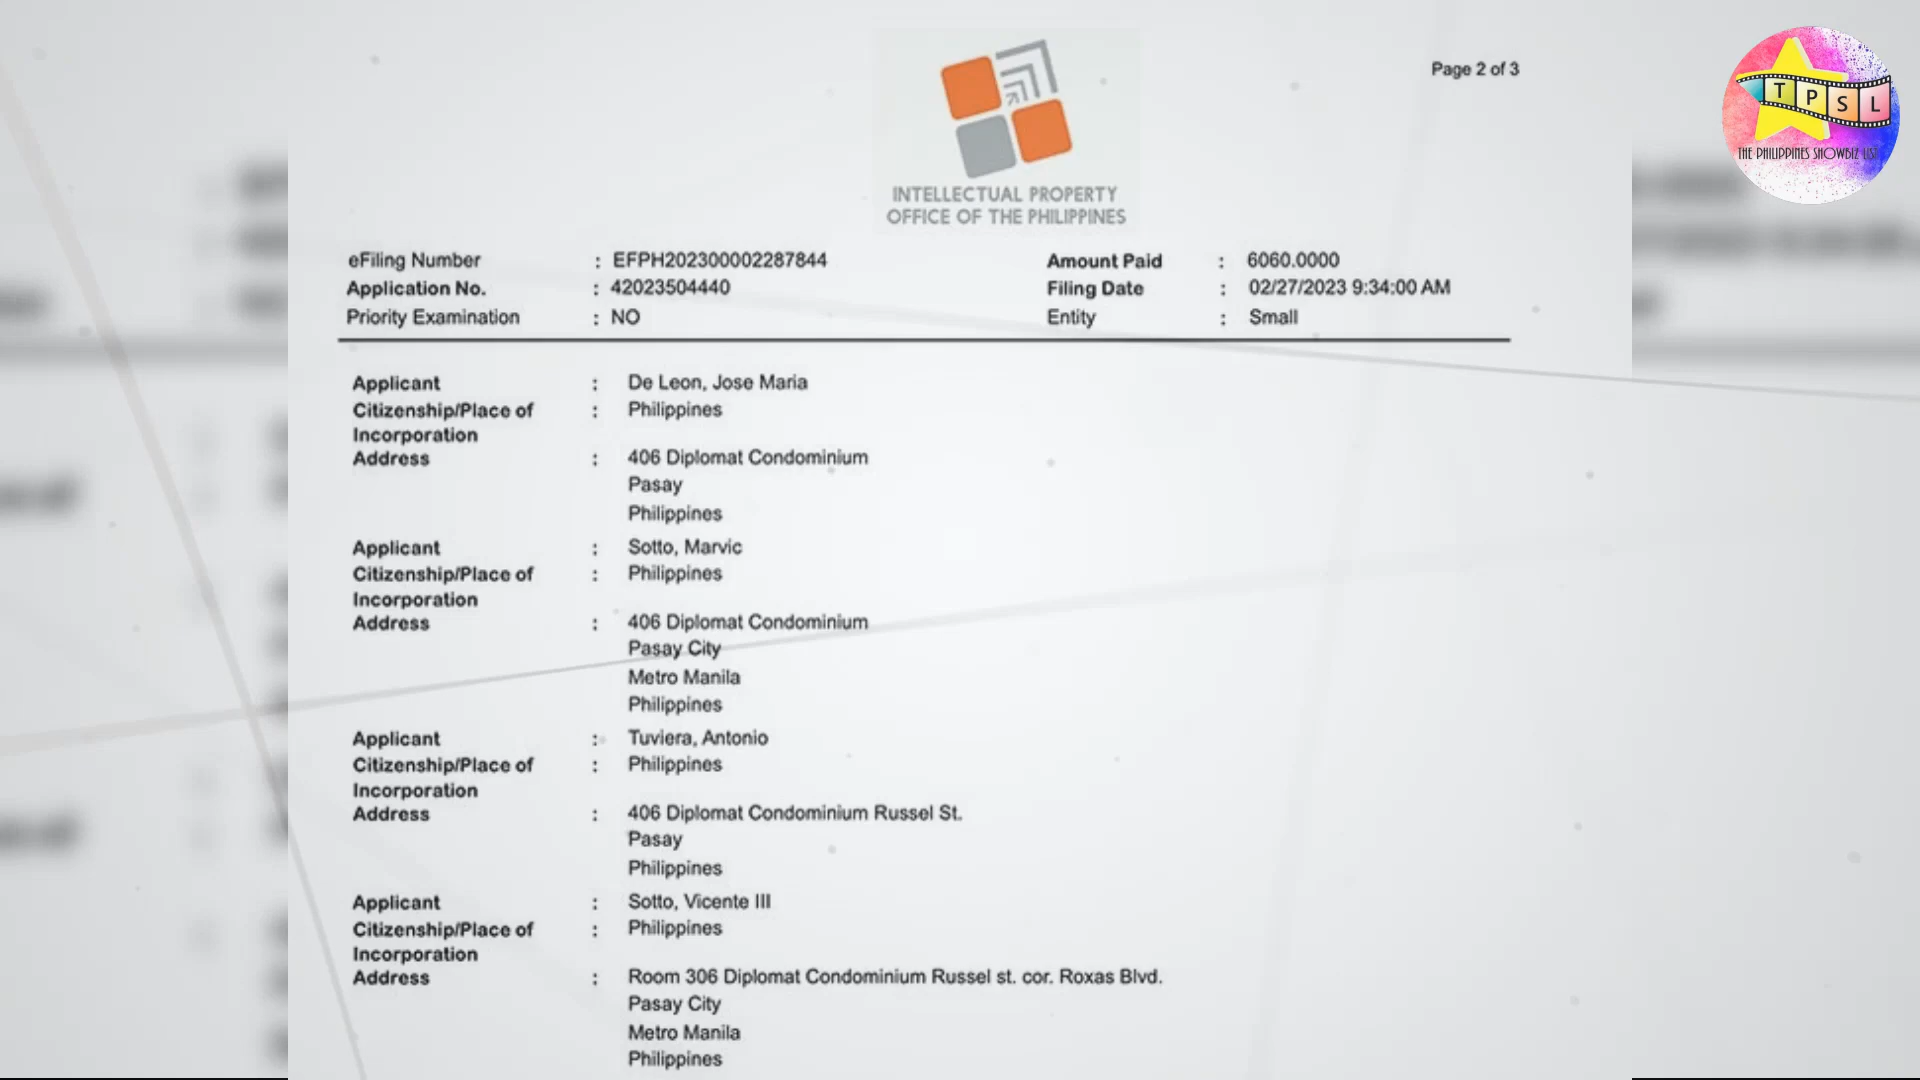 Page 2 of 3
T P S L
THE PHILIPPINES SHOWBIZ LIST
INTELLECTUAL PROPERTY
OFFICE OF THE PHILIPPINES
eFiling Number : EFPH202300002287844 Amount Paid : 6060.0000
Application No. : 42023504440 Filing Date : 02/27/2023 9:34:00 AM
Priority Examination : NO Entity : Small
Applicant : De Leon, Jose Maria
Citizenship/Place of : Philippines
Incorporation
Address : 406 Diplomat Condominium
Pasay
Philippines
Applicant : Sotto, Marvic
Citizenship/Place of : Philippines
Incorporation
Address : 406 Diplomat Condominium
Pasay City
Metro Manila
Philippines
Applicant : Tuviera, Antonio
Citizenship/Place of : Philippines
Incorporation
Address : 406 Diplomat Condominium Russel St.
Pasay
Philippines
Applicant : Sotto, Vicente III
Citizenship/Place of : Philippines
Incorporation
Address : Room 306 Diplomat Condominium Russel st. cor. Roxas Blvd.
Pasay City
Metro Manila
Philippines